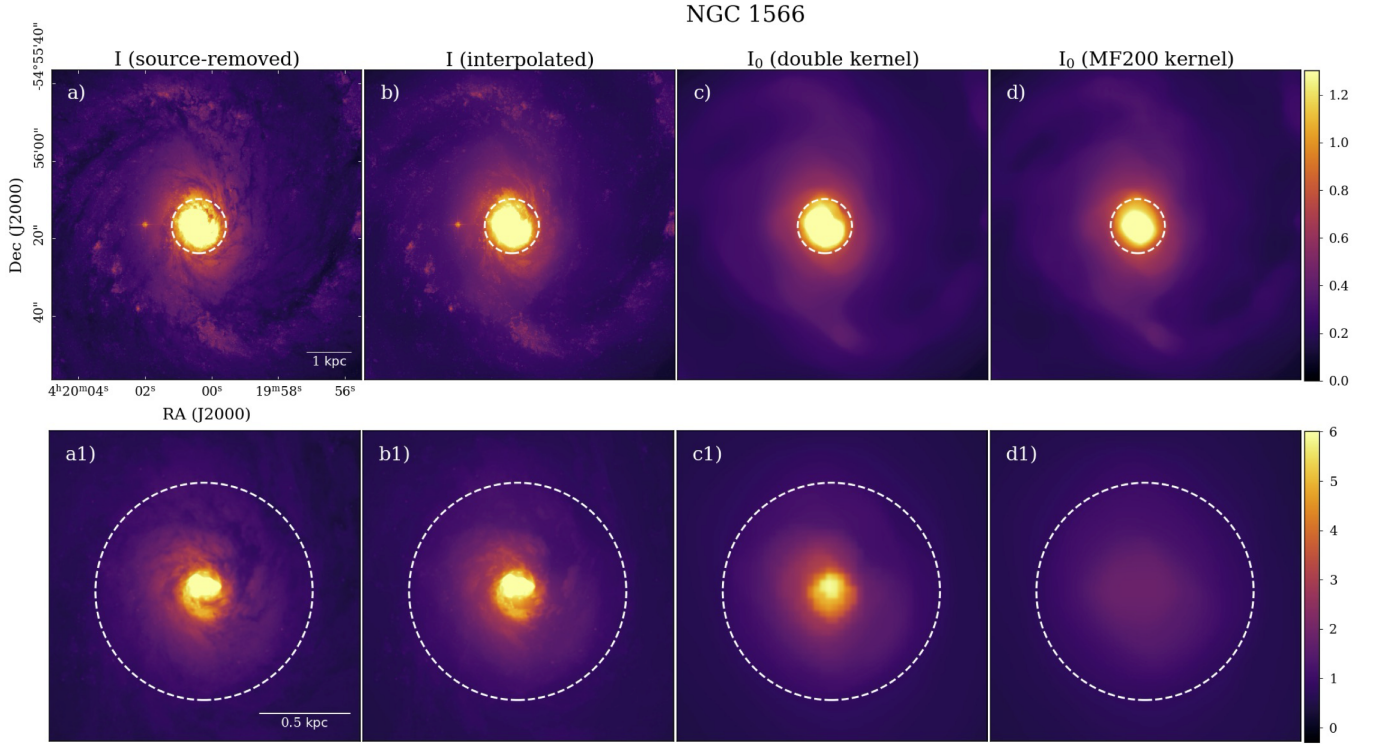 NGC 1566
I (source-removed)
I (interpolated)
I₀ (double kernel)
I₀ (MF200 kernel)
a)
b)
c)
d)
-54°55'40"
56'00"
20"
40"
Dec (J2000)
1 kpc
4ʰ20ᵐ04ˢ
02ˢ
00ˢ
19ᵐ58ˢ
56ˢ
RA (J2000)
1.2
1.0
0.8
0.6
0.4
0.2
0.0
a1)
b1)
c1)
d1)
0.5 kpc
6
5
4
3
2
1
0